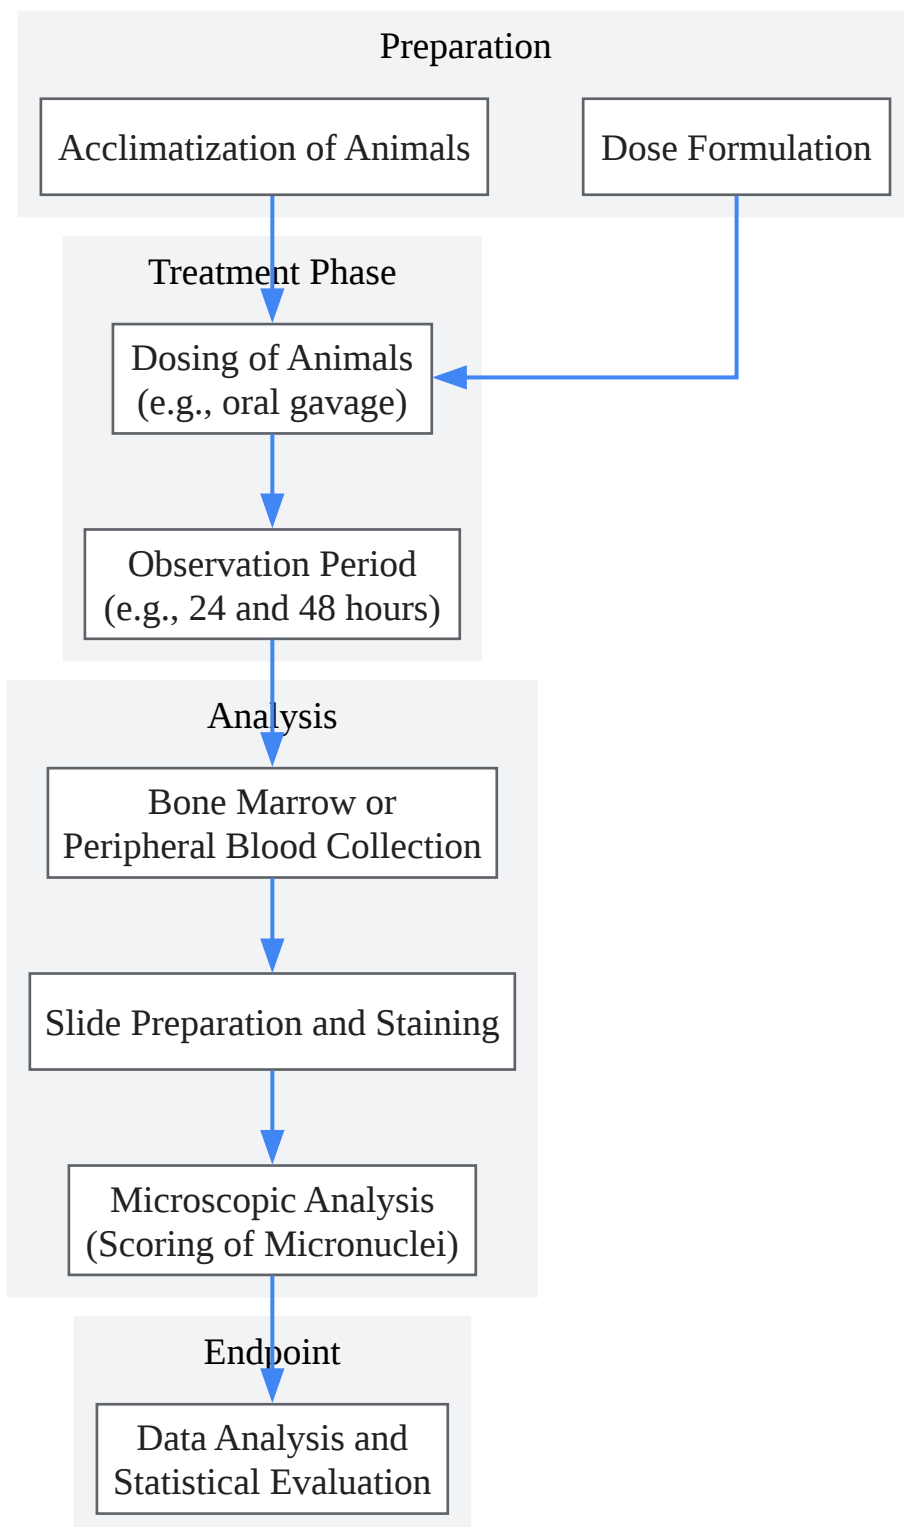 Preparation
Acclimatization of Animals
Dose Formulation
Treatment Phase
Dosing of Animals
(e.g., oral gavage)
Observation Period
(e.g., 24 and 48 hours)
Analysis
Bone Marrow or
Peripheral Blood Collection
Slide Preparation and Staining
Microscopic Analysis
(Scoring of Micronuclei)
Endpoint
Data Analysis and
Statistical Evaluation